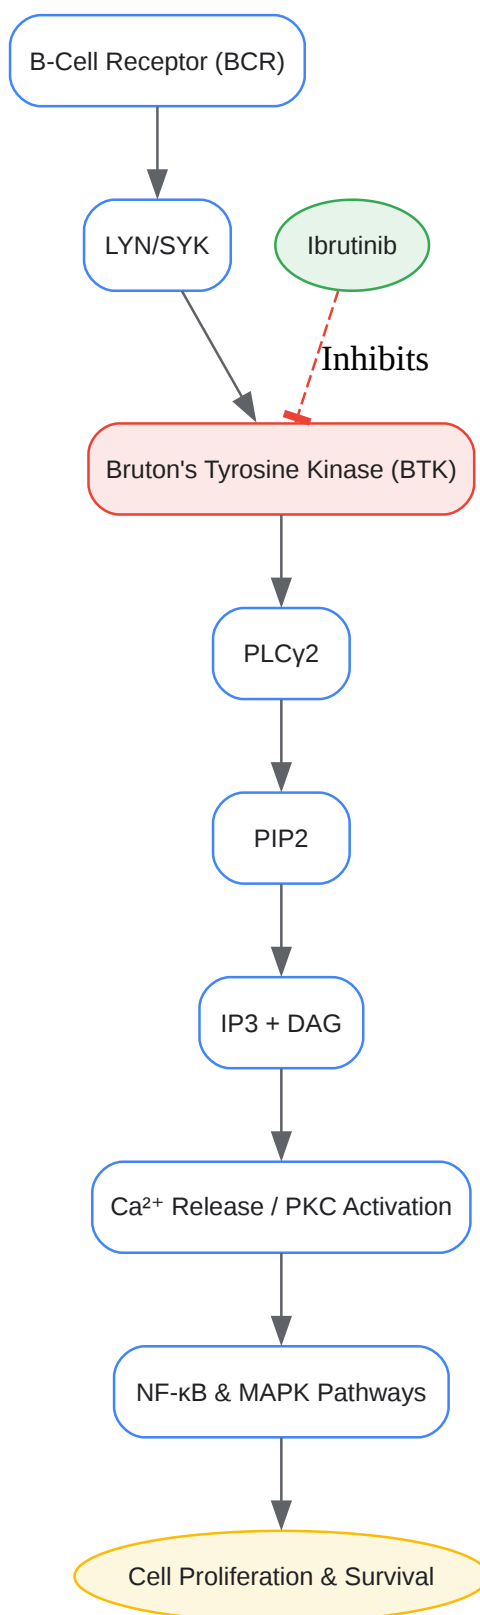 B-Cell Receptor (BCR)
LYN/SYK
Ibrutinib
Inhibits
Bruton's Tyrosine Kinase (BTK)
PLCγ2
PIP2
IP3 + DAG
Ca²⁺ Release / PKC Activation
NF-κB & MAPK Pathways
Cell Proliferation & Survival